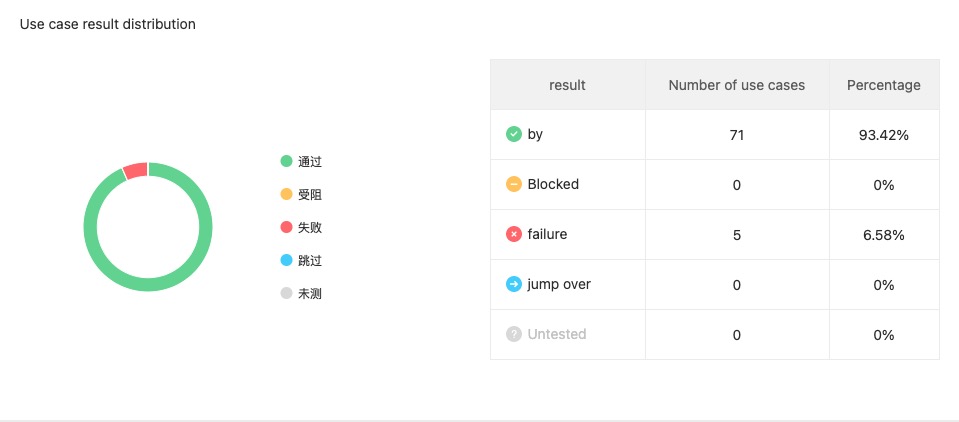 Use case result distribution
通过
受阻
失败
跳过
未测
result Number of use cases Percentage
by 71 93.42%
Blocked 0 0%
failure 5 6.58%
jump over 0 0%
Untested 0 0%